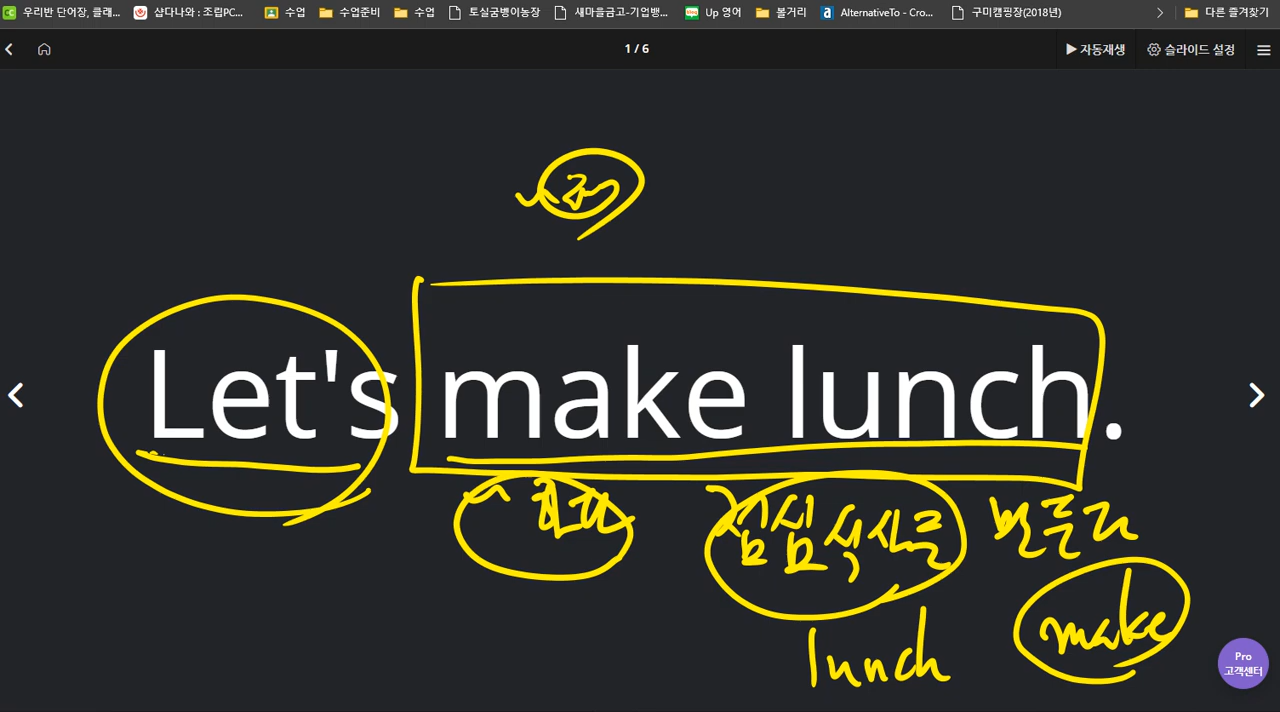 우리반 단어장, 클래... 샵다나와 : 조립PC... 수업 수업준비 수업 토실궁뱅이농장 새마을금고-기업뱅... Up 영어 볼거리 AlternativeTo - Cro... 구미캠핑장(2018년) 다른 즐겨찾기
1 / 6 자동재생 슬라이드 설정
Let's make lunch.
점심식사를 만들다
lunch make
Pro
고객센터